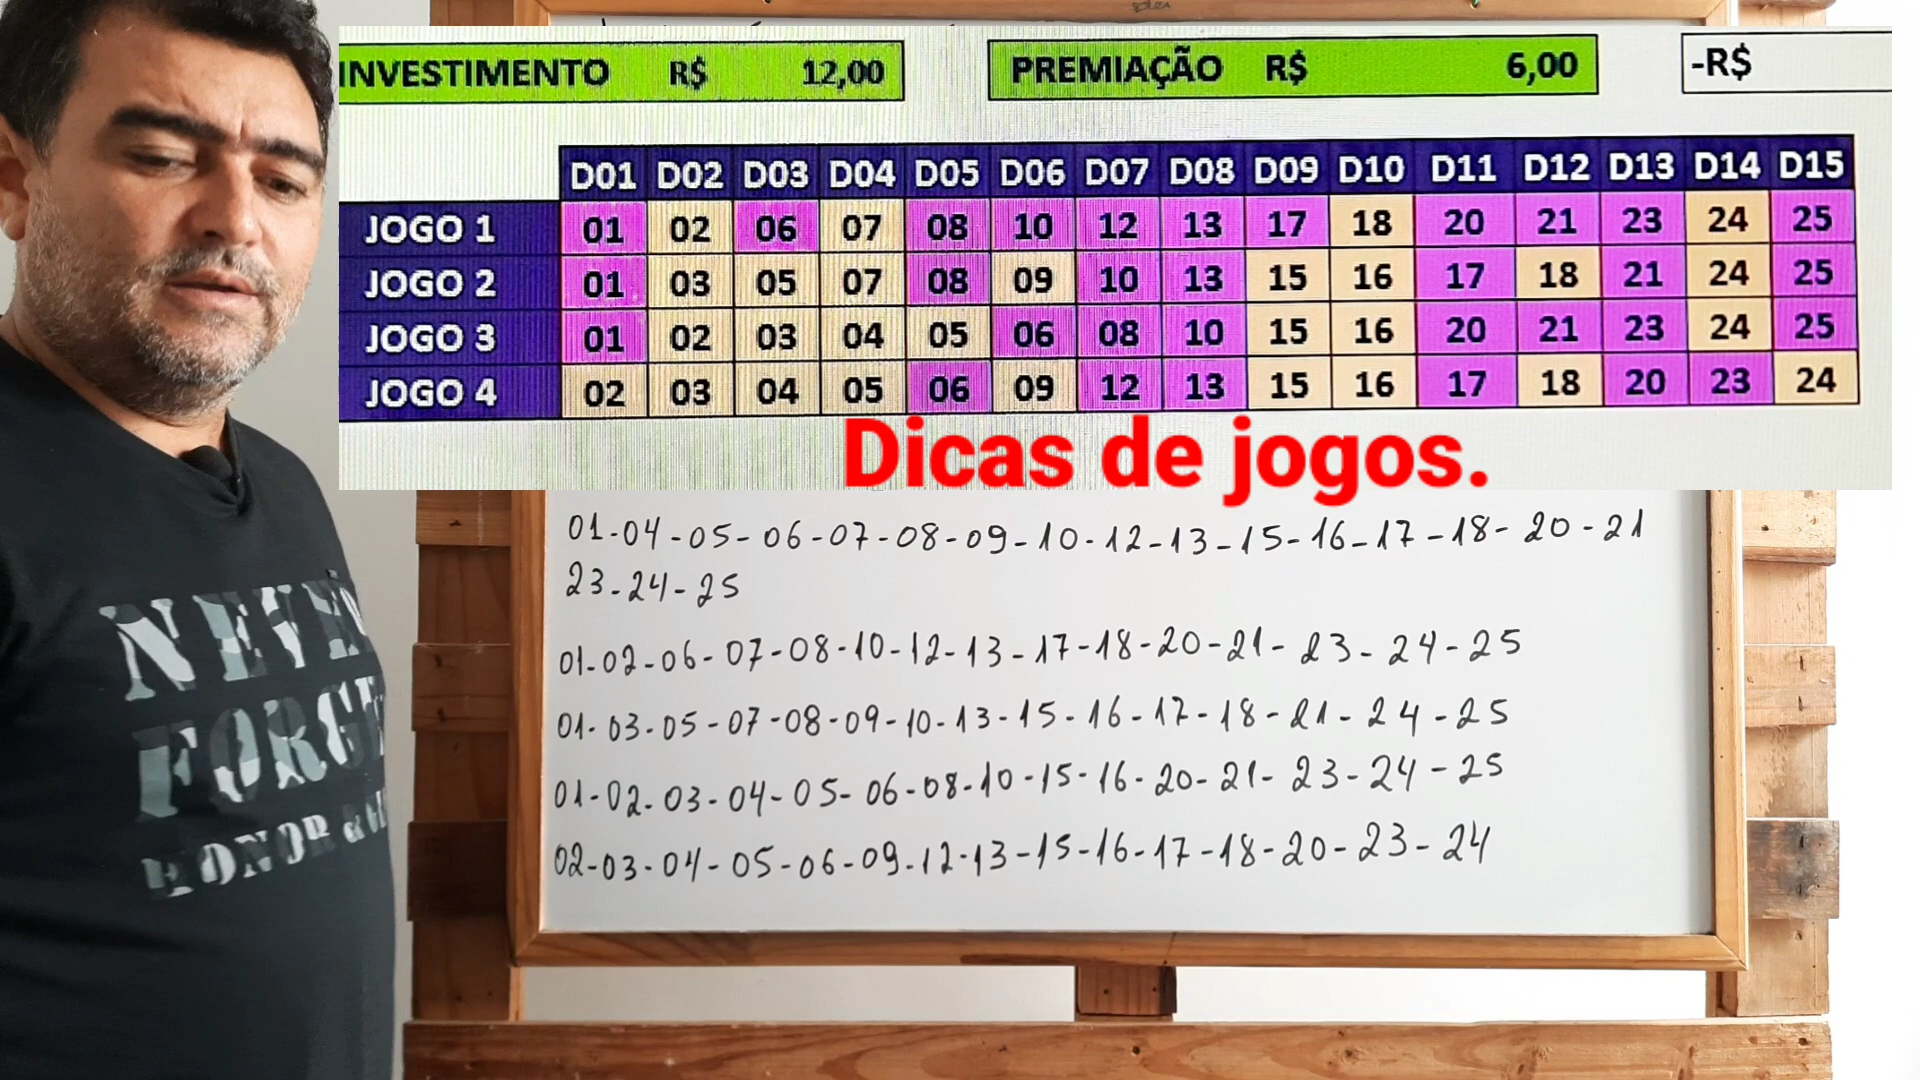 INVESTIMENTO R$ 12,00 PREMIAÇÃO R$ 6,00 -R$
D01 D02 D03 D04 D05 D06 D07 D08 D09 D10 D11 D12 D13 D14 D15
JOGO 1 01 02 06 07 08 10 12 13 17 18 20 21 23 24 25
JOGO 2 01 03 05 07 08 09 10 13 15 16 17 18 21 24 25
JOGO 3 01 02 03 04 05 06 08 10 15 16 20 21 23 24 25
JOGO 4 02 03 04 05 06 09 12 13 15 16 17 18 20 23 24
Dicas de jogos.
01-04-05-06-07-08-09-10-12-13-15-16-17-18-20-21
23-24-25
01-02-06-07-08-10-12-13-17-18-20-21-23-24-25
01-03-05-07-08-09-10-13-15-16-17-18-21-24-25
01-02-03-04-05-06-08-10-15-16-20-21-23-24-25
02-03-04-05-06-09-12-13-15-16-17-18-20-23-24
NEVE
FORG
HONOR &